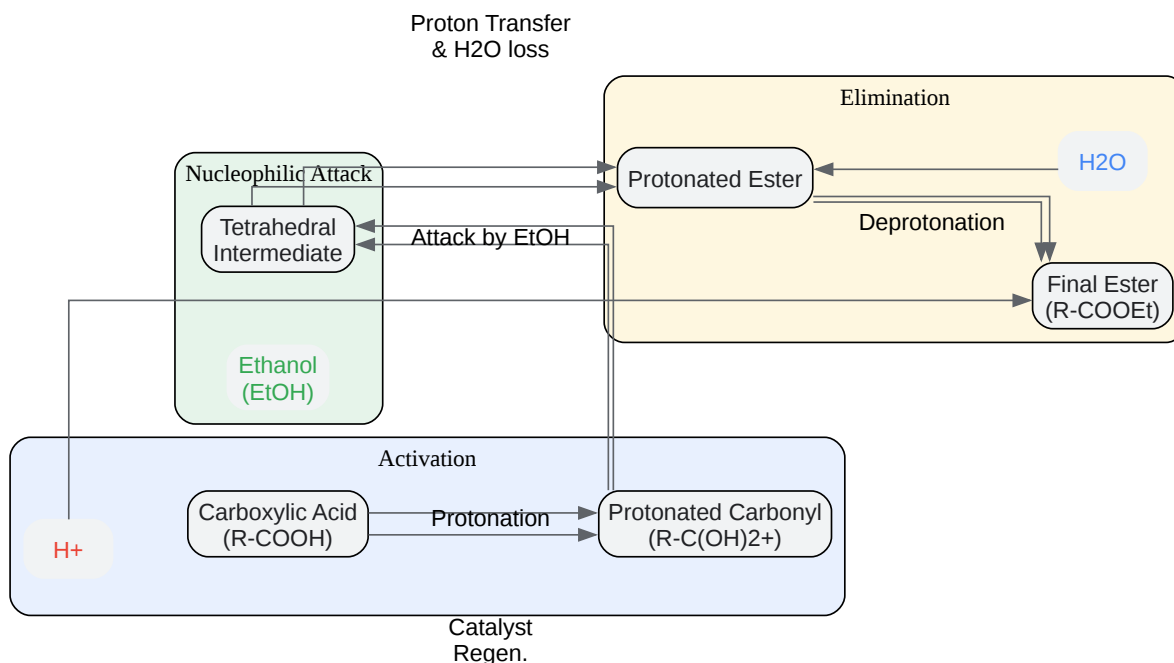 Proton Transfer
& H2O loss
Elimination
H2O
Protonated Ester
Nucleophilic Attack
Tetrahedral
Intermediate
Attack by EtOH
Deprotonation
Final Ester
(R-COOEt)
Ethanol
(EtOH)
Activation
Carboxylic Acid
(R-COOH)
Protonation
Protonated Carbonyl
(R-C(OH)2+)
H+
Catalyst
Regen.